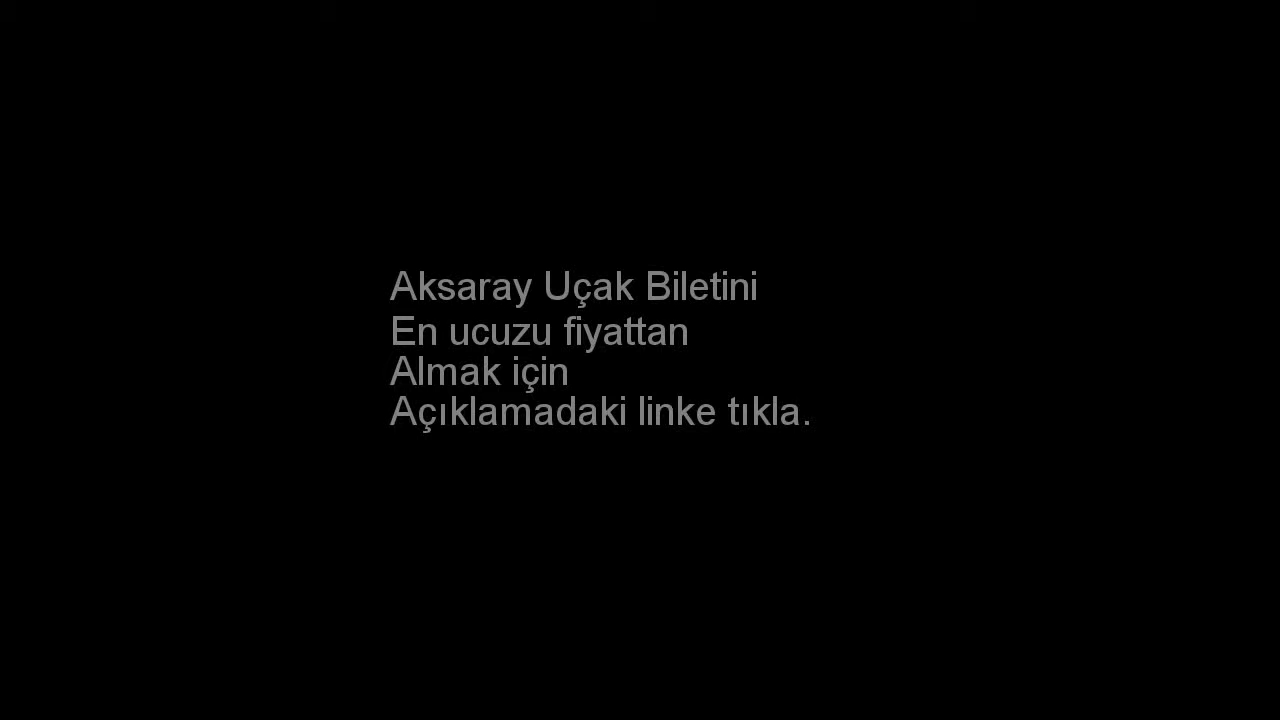 Aksaray Uçak Biletini
En ucuzu fiyattan
Almak için
Açıklamadaki linke tıkla.